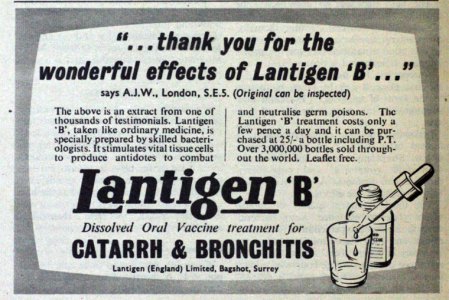 “...thank you for the
wonderful effects of Lantigen ‘B’...”
says A.J.W., London, S.E.5. (Original can be inspected)
The above is an extract from one of
thousands of testimonials. Lantigen
‘B’, taken like ordinary medicine, is
specially prepared by skilled bacteri-
ologists. It stimulates vital tissue cells
to produce antidotes to combat
and neutralise germ poisons. The
Lantigen ‘B’ treatment costs only a
few pence a day and it can be pur-
chased at 25/- a bottle including P.T.
Over 3,000,000 bottles sold through-
out the world. Leaflet free.
Lantigen ‘B’
Dissolved Oral Vaccine treatment for
CATARRH & BRONCHITIS
Lantigen (England) Limited, Bagshot, Surrey